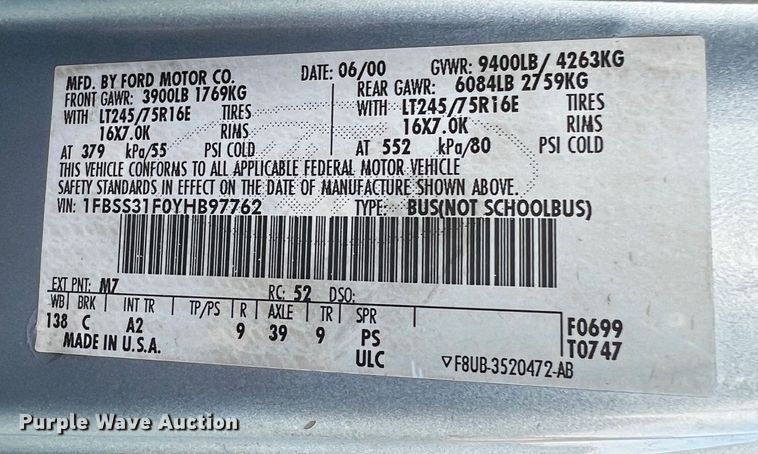 MFD. BY FORD MOTOR CO. DATE: 06/00 GVWR: 9400LB/ 4263KG
FRONT GAWR: 3900LB 1769KG REAR GAWR: 6084LB 2759KG
WITH LT245/75R16E TIRES WITH LT245/75R16E TIRES
16X7.0K RIMS 16X7.0K RIMS
AT 379 kPa/55 PSI COLD AT 552 kPa/80 PSI COLD
THIS VEHICLE CONFORMS TO ALL APPLICABLE FEDERAL MOTOR VEHICLE
SAFETY STANDARDS IN EFFECT ON THE DATE OF MANUFACTURE SHOWN ABOVE.
VIN: 1FBSS31F0YHB97762 TYPE: BUS(NOT SCHOOLBUS)
EXT PNT: M7 RC: 52 DSO:
WB BRK INT TR TP/PS R AXLE TR SPR
138 C A2 9 39 9 PS F0699
MADE IN U.S.A. ULC T0747
▽F8UB-3520472-AB
Purple Wave Auction